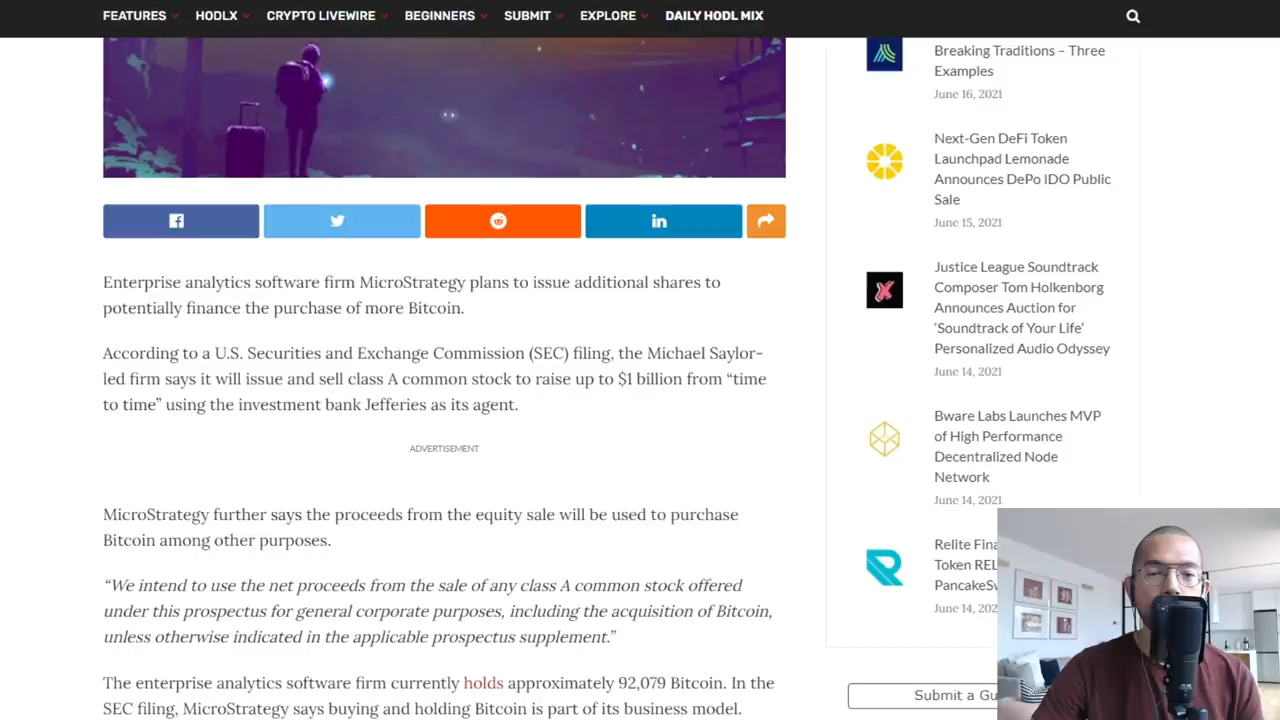 FEATURES HODLX CRYPTO LIVEWIRE BEGINNERS SUBMIT EXPLORE DAILY HODL MIX
Enterprise analytics software firm MicroStrategy plans to issue additional shares to
potentially finance the purchase of more Bitcoin.
According to a U.S. Securities and Exchange Commission (SEC) filing, the Michael Saylor-
led firm says it will issue and sell class A common stock to raise up to $1 billion from “time
to time” using the investment bank Jefferies as its agent.
ADVERTISEMENT
MicroStrategy further says the proceeds from the equity sale will be used to purchase
Bitcoin among other purposes.
“We intend to use the net proceeds from the sale of any class A common stock offered
under this prospectus for general corporate purposes, including the acquisition of Bitcoin,
unless otherwise indicated in the applicable prospectus supplement.”
The enterprise analytics software firm currently holds approximately 92,079 Bitcoin. In the
SEC filing, MicroStrategy says buying and holding Bitcoin is part of its business model.
Breaking Traditions – Three
Examples
June 16, 2021
Next-Gen DeFi Token
Launchpad Lemonade
Announces DePo IDO Public
Sale
June 15, 2021
Justice League Soundtrack
Composer Tom Holkenborg
Announces Auction for
‘Soundtrack of Your Life’
Personalized Audio Odyssey
June 14, 2021
Bware Labs Launches MVP
of High Performance
Decentralized Node
Network
June 14, 2021
Relite
Token
June 14,
Submit a